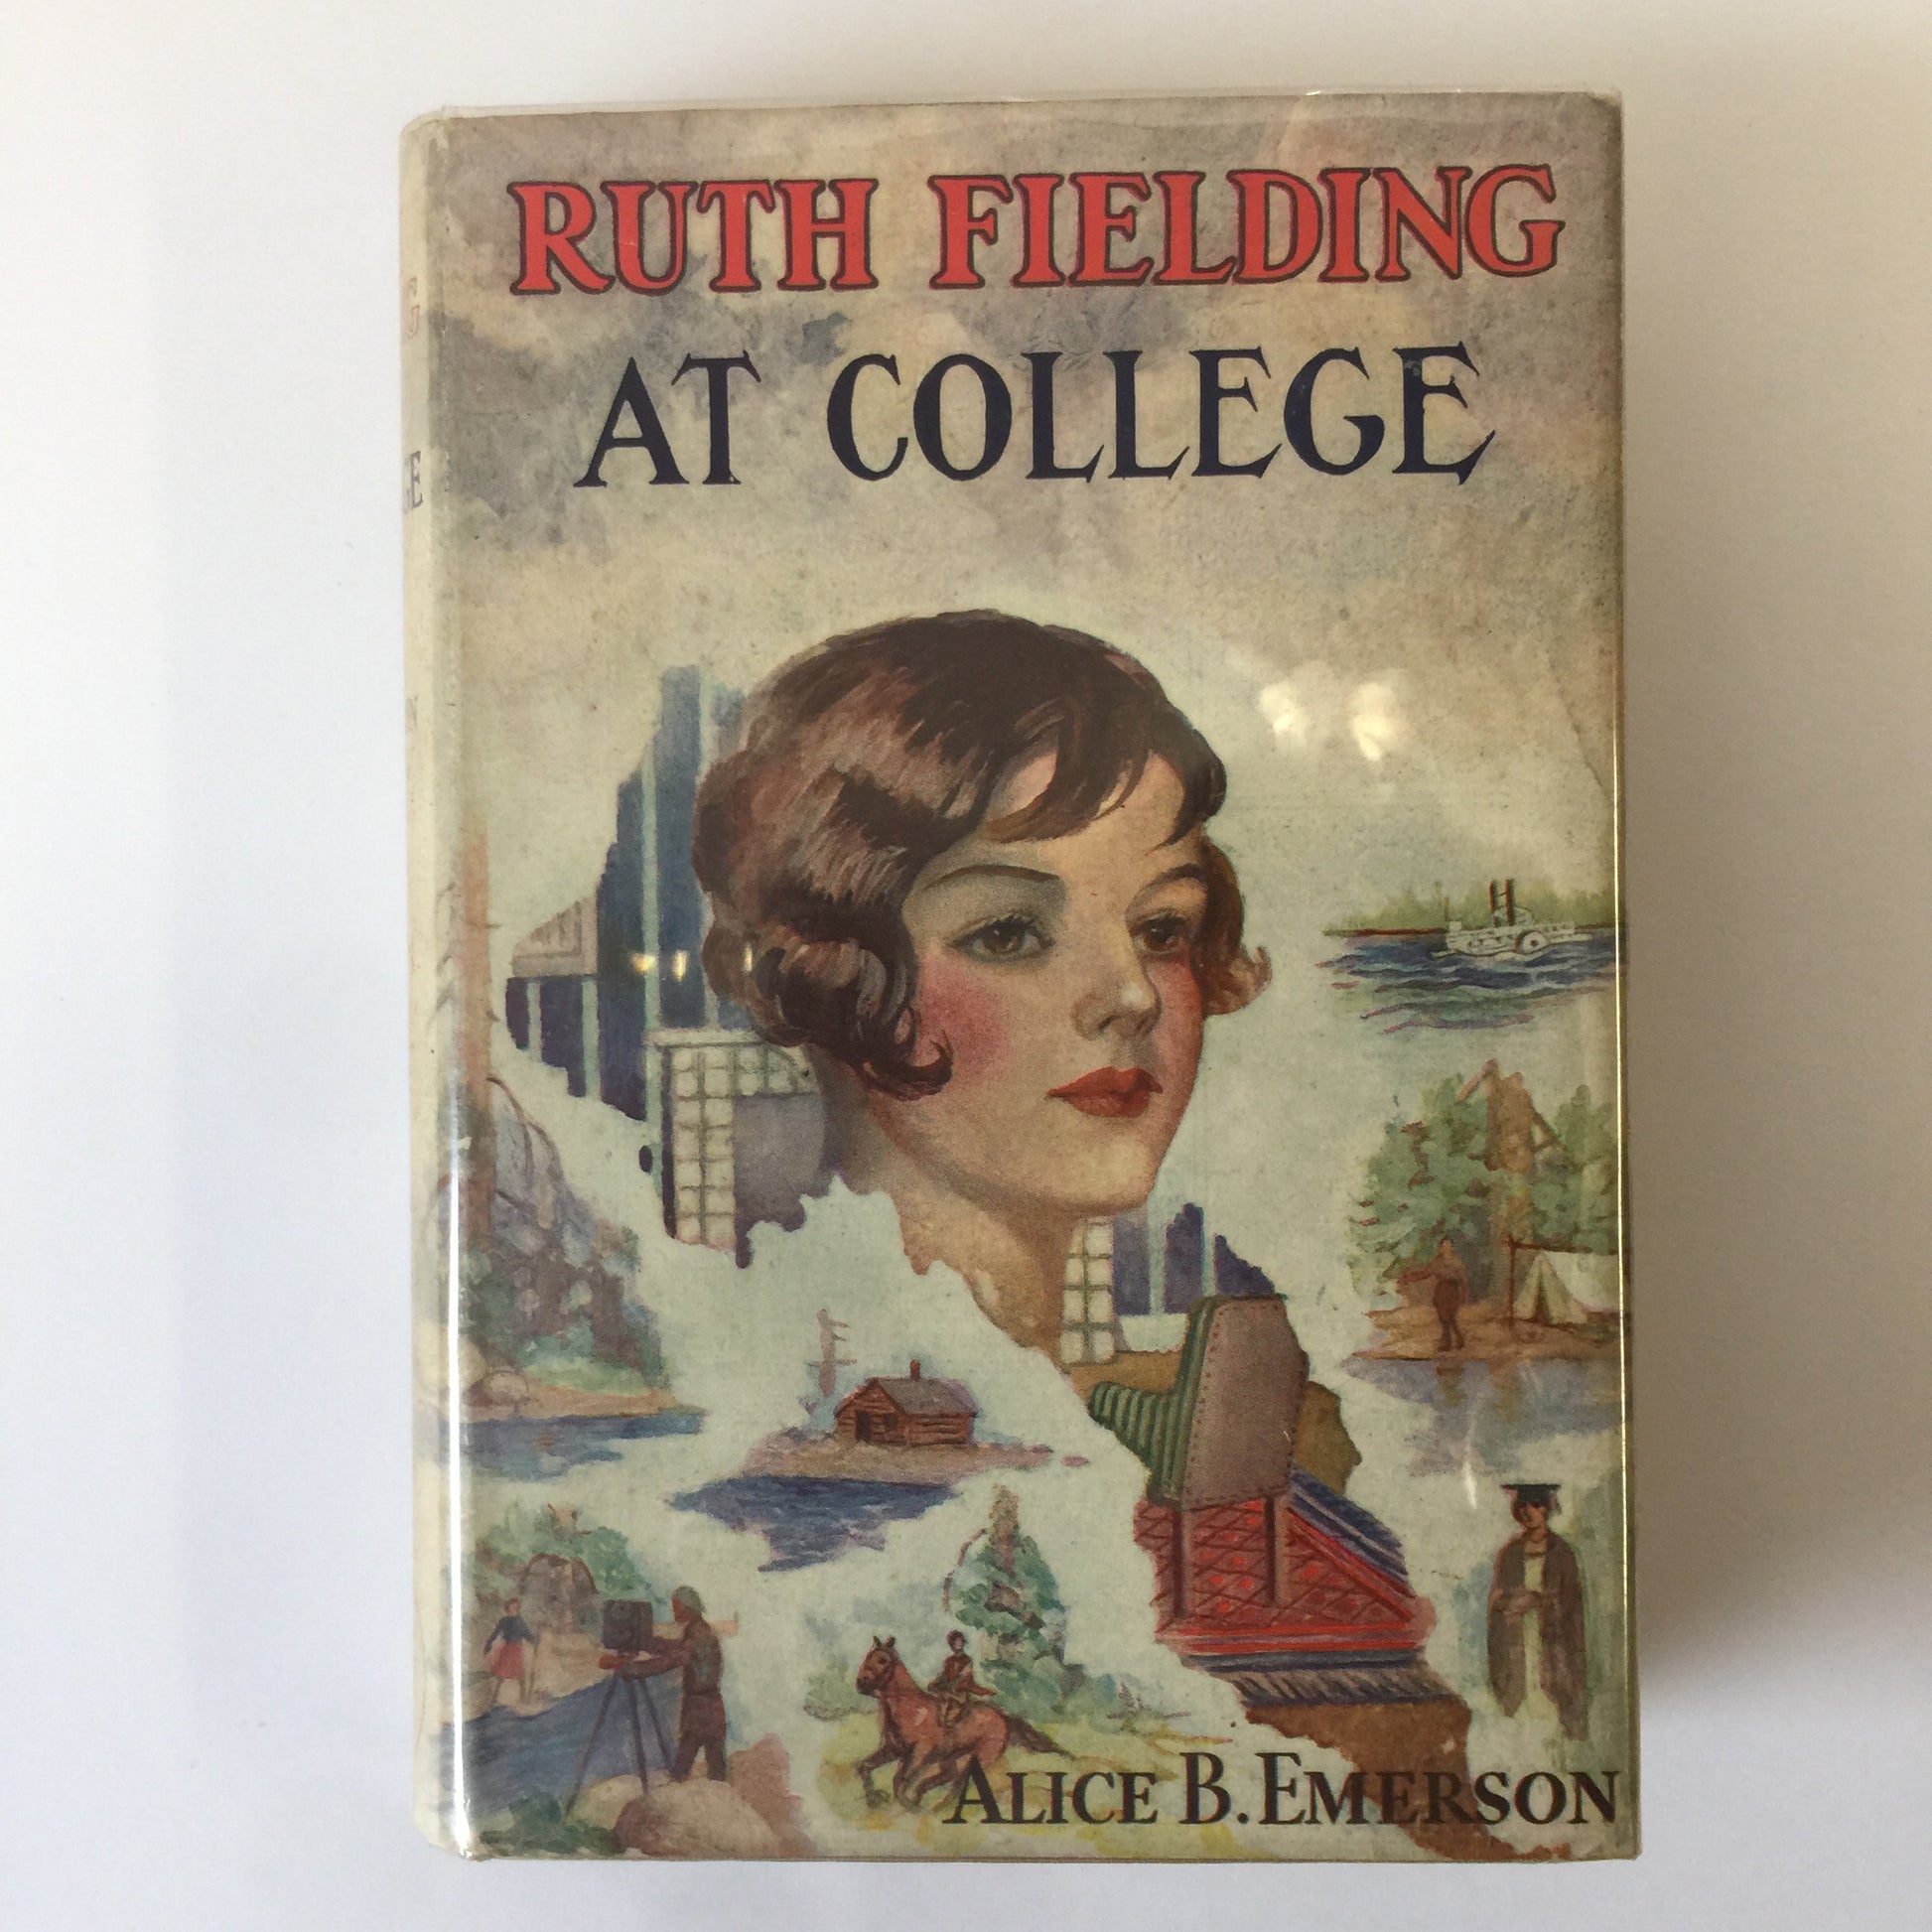 RUTH FIELDING
AT COLLEGE
ALICE B. EMERSON
G
E